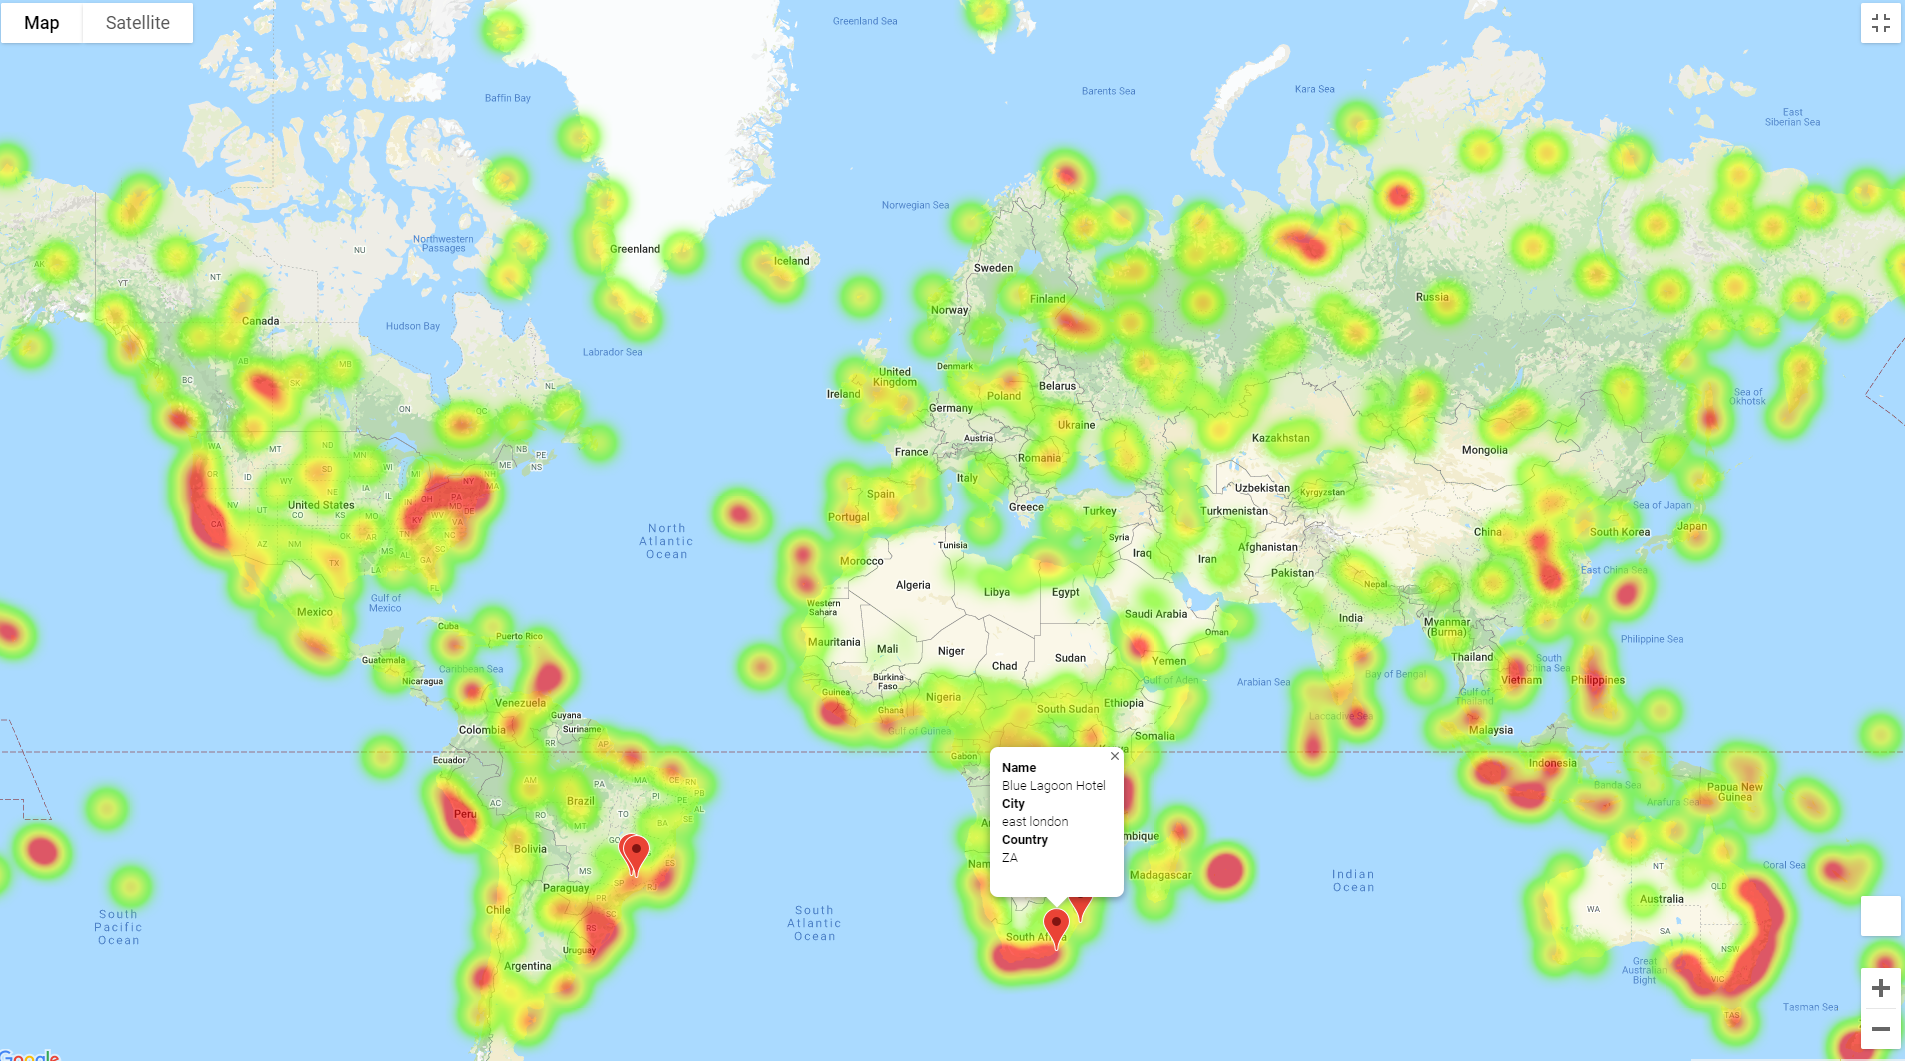 Map
Satellite
Greenland Sea
Baffin Bay
Barents Sea
Kara Sea
East
Siberian Sea
Norwegian Sea
NU
Northwestern
Passages
Greenland
Iceland
AK
YT
NT
Sweden
Finland
Norway
Russia
Canada
Hudson Bay
Labrador Sea
AB
SK
MB
BC
NL
ON
QC
NB
PE
NS
United
Kingdom
Ireland
Denmark
Belarus
Poland
Germany
Ukraine
Austria
France
Romania
Italy
Spain
Portugal
Greece
Turkey
Kazakhstan
Mongolia
Sea of
Okhotsk
Uzbekistan
Kyrgyzstan
Turkmenistan
Sea of Japan
South Korea
Japan
China
WA
MT
ND
OR
ID
SD
WY
WI
MI
NY
NH
ME
IA
NE
NV
UT
United States
CO
KS
MO
IL
OH
PA
KY
WV
VA
MD
DE
CA
AZ
NM
OK
AR
TN
NC
SC
MS
AL
GA
TX
LA
FL
North
Atlantic
Ocean
Tunisia
Morocco
Algeria
Libya
Egypt
Syria
Iraq
Iran
Afghanistan
Pakistan
Nepal
India
East China Sea
Gulf of
Mexico
Mexico
Cuba
Puerto Rico
Western
Sahara
Saudi Arabia
Oman
Myanmar
(Burma)
Philippine Sea
Caribbean Sea
Guatemala
Nicaragua
Mauritania
Mali
Niger
Chad
Sudan
Yemen
Thailand
South
China Sea
Vietnam
Philippines
Gulf of Aden
Arabian Sea
Bay of Bengal
Gulf of
Thailand
Burkina
Faso
Guinea
Ghana
Nigeria
South Sudan
Ethiopia
Laccadive Sea
Malaysia
Venezuela
Guyana
Suriname
Colombia
Gulf of Guinea
Somalia
Gabon
Kenya
RR
AP
Ecuador
Indonesia
AM
PA
MA
CE
RN
Banda Sea
Arafura Sea
Papua New
Guinea
Peru
AC
RO
TO
PI
PE
AL
SE
BA
Brazil
MT
GO
Bolivia
MS
ES
SP
RJ
Paraguay
PR
SC
RS
Chile
Uruguay
Argentina
South
Pacific
Ocean
South
Atlantic
Ocean
Indian
Ocean
Name
Blue Lagoon Hotel
City
east london
Country
ZA
An
mbique
Nam
Madagascar
South Africa
NT
QLD
Coral Sea
Australia
WA
SA
NSW
Great
Australian
Bight
VIC
TAS
Tasman Sea
Google